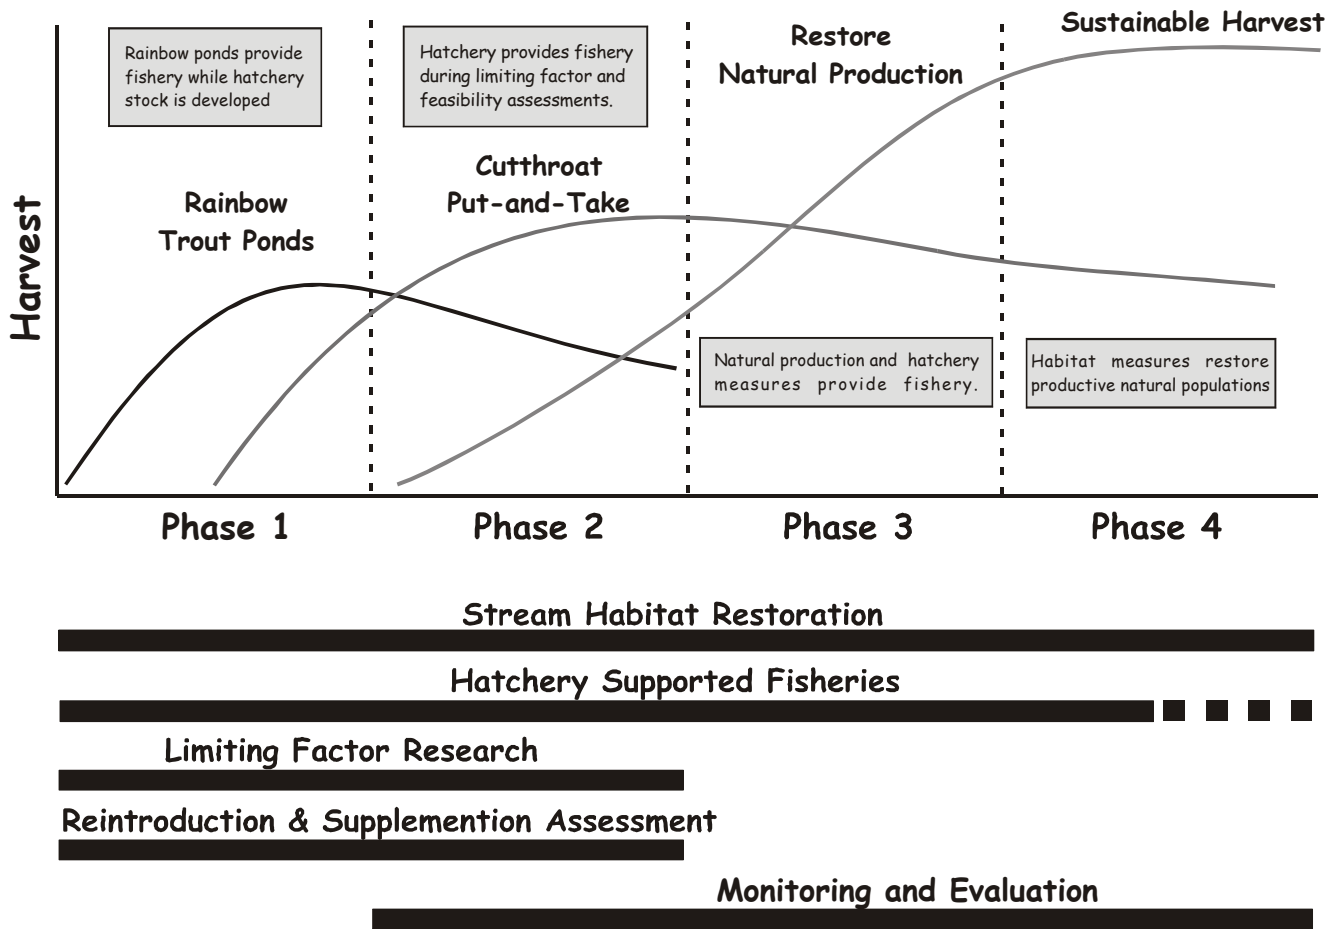 Sustainable Harvest
Rainbow ponds provide
fishery while hatchery
stock is developed
Hatchery provides fishery
during limiting factor and
feasibility assessments.
Restore
Natural Production
Cutthroat
Put-and-Take
Rainbow
Trout Ponds
Harvest
Natural production and hatchery
measures provide fishery.
Habitat measures restore
productive natural populations
Phase 1
Phase 2
Phase 3
Phase 4
Stream Habitat Restoration
Hatchery Supported Fisheries
Limiting Factor Research
Reintroduction & Supplemention Assessment
Monitoring and Evaluation